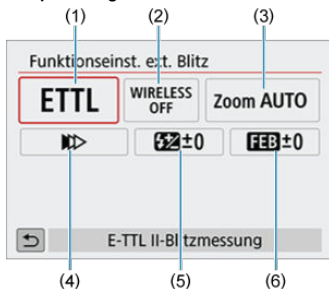 (1) (2) (3)
Funktionseinst. ext. Blitz
ETTL WIRELESS OFF Zoom AUTO
±0 FEB±0
E-TTL II-Blitzmessung
(4) (5) (6)